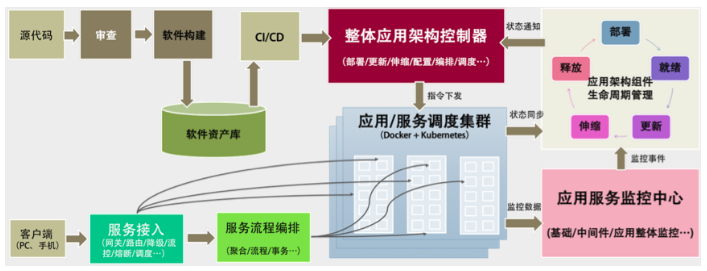 源代码
审查
软件构建
CI/CD
整体应用架构控制器
(部署/更新/伸缩/配置/编排/调度…)
状态通知
部署
就绪
更新
伸缩
释放
应用架构组件
生命周期管理
软件资产库
指令下发
应用/服务调度集群
(Docker + Kubernetes)
状态同步
监控事件
监控数据
应用服务监控中心
(基础/中间件/应用整体监控…)
客户端
(PC、手机)
服务接入
(网关/路由/降级/流
控/熔断/调度…)
服务流程编排
(聚合/流程/事务…)